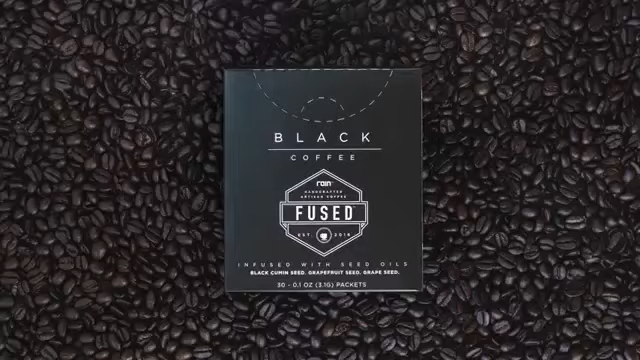 BLACK
COFFEE
rain
HANDCRAFTED
ARTISAN COFFEE
FUSED
EST. 2018
INFUSED WITH SEED OILS
BLACK CUMIN SEED. GRAPEFRUIT SEED. GRAPE SEED.
30 - 0.1 OZ (3.1G) PACKETS